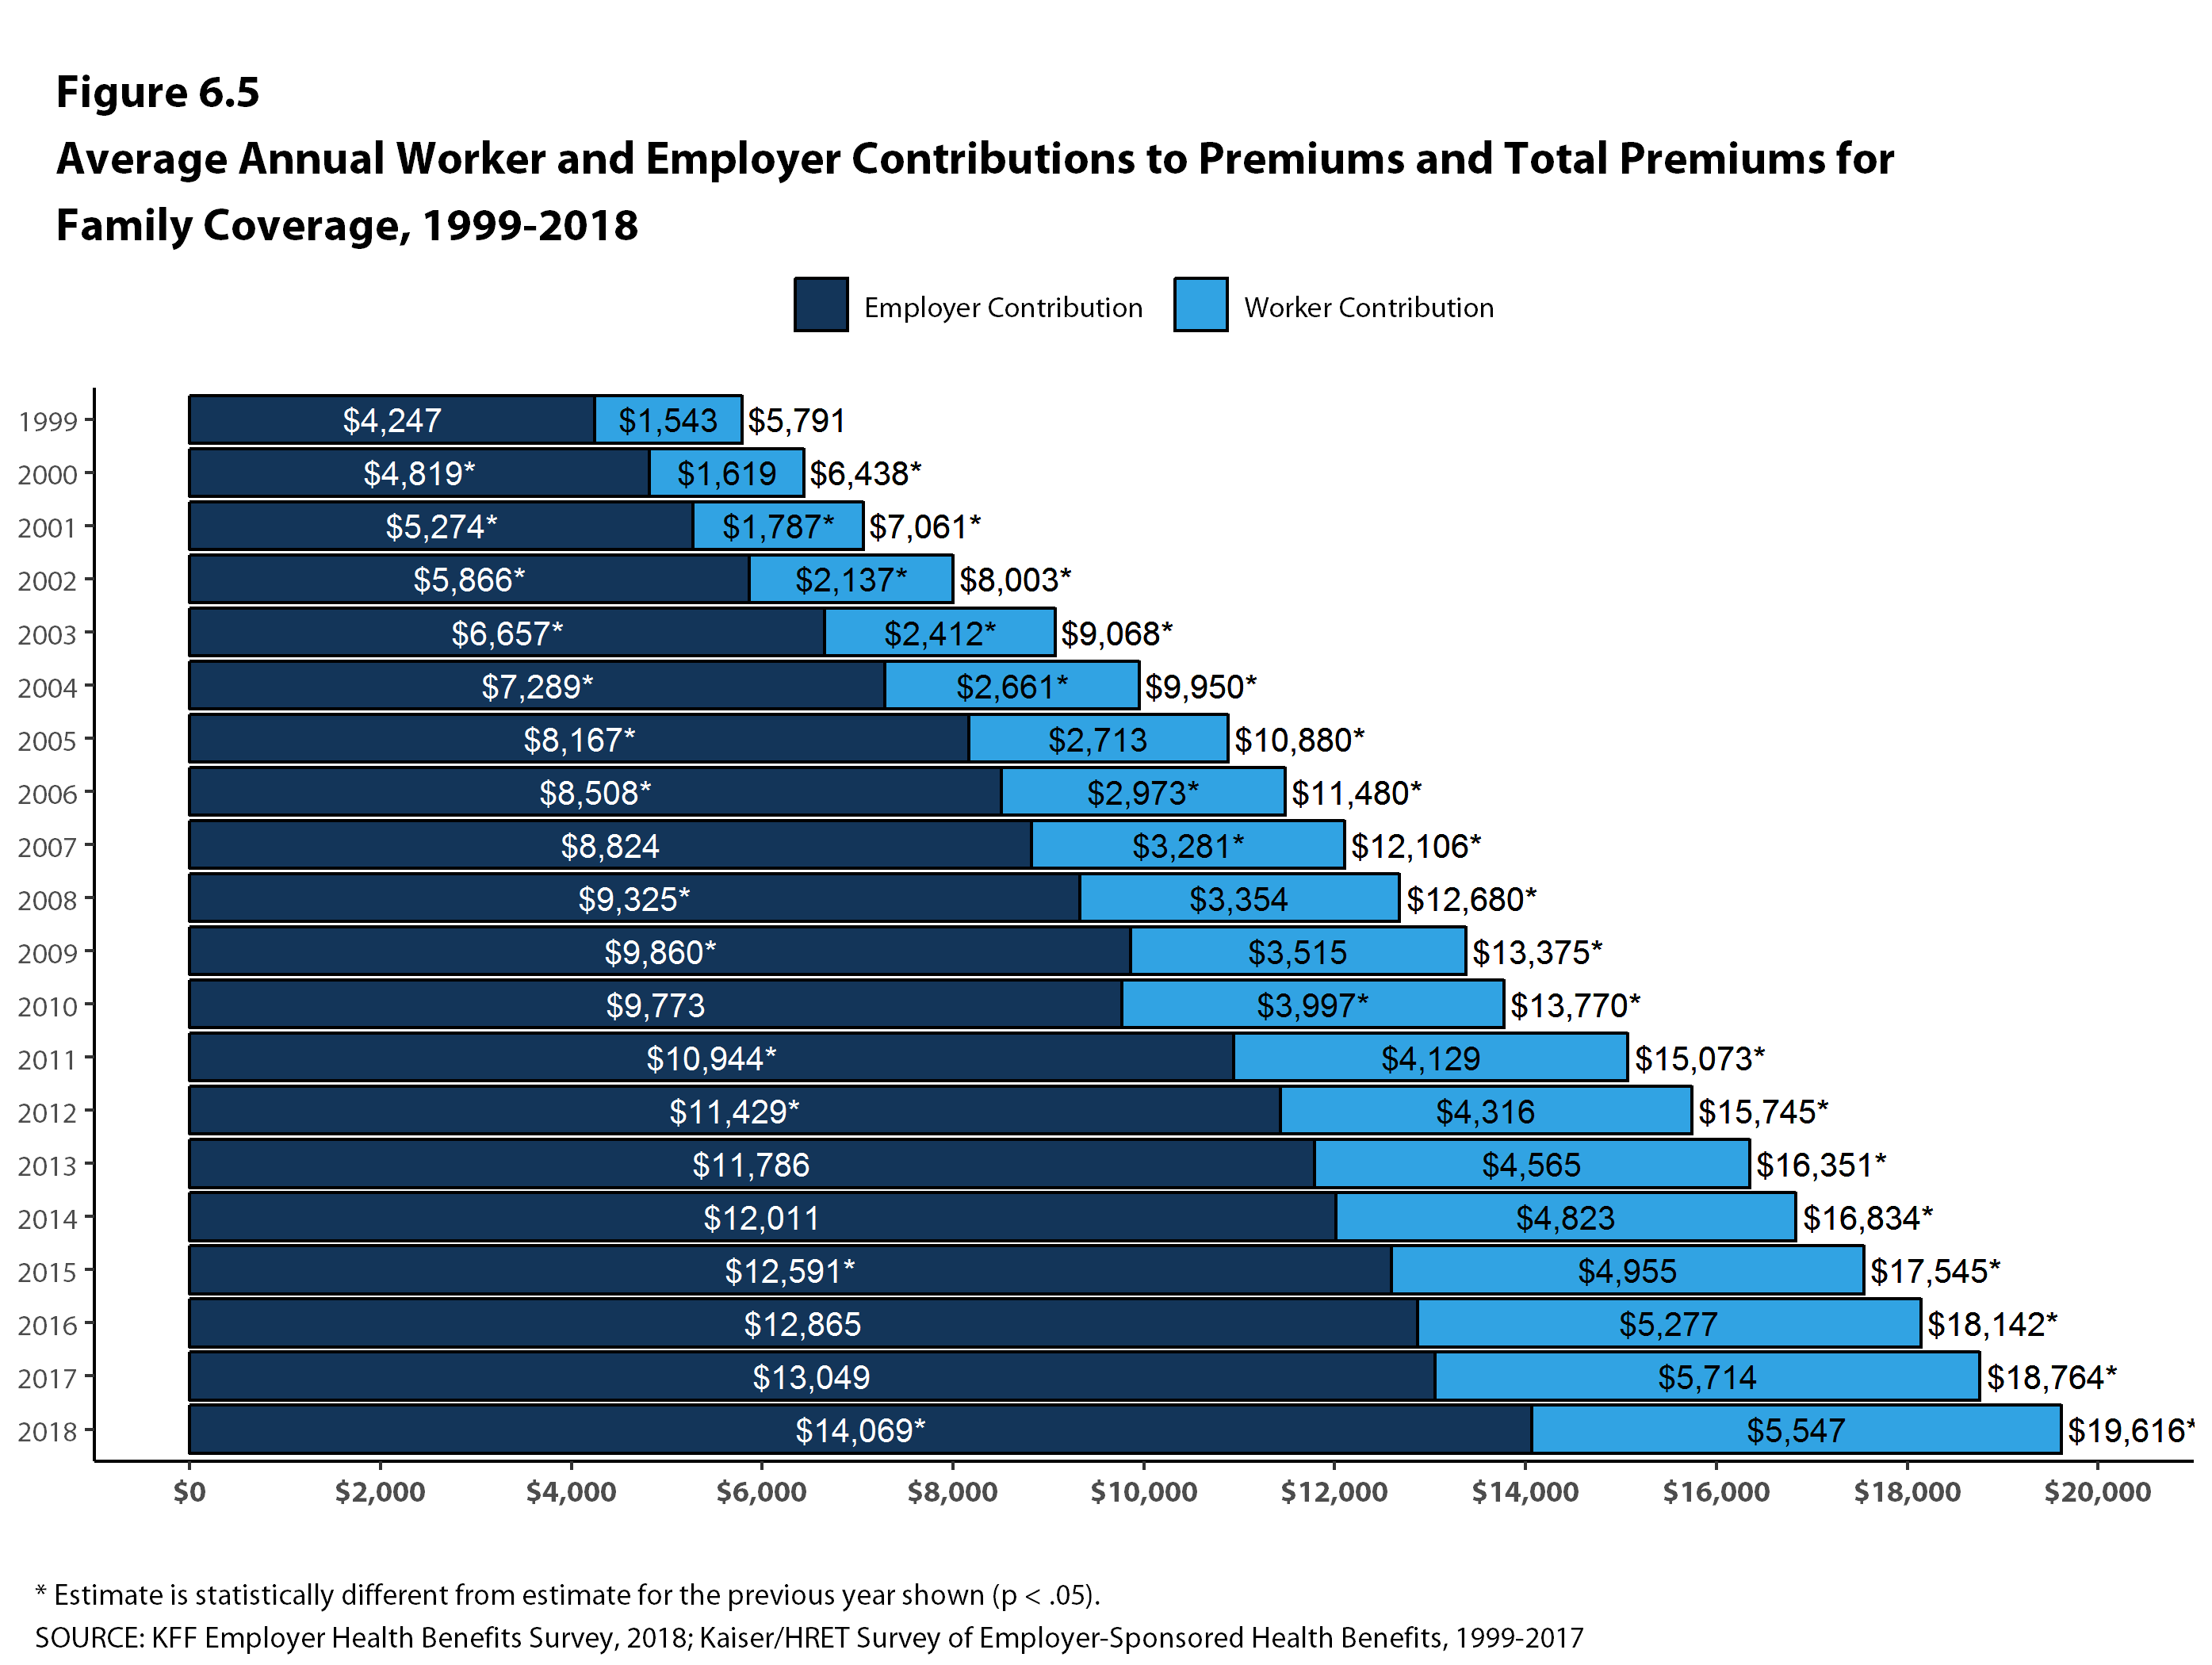 Figure 6.5
Average Annual Worker and Employer Contributions to Premiums and Total Premiums for
Family Coverage, 1999-2018
Employer Contribution Worker Contribution
1999 $4,247 $1,543 $5,791
2000 $4,819* $1,619 $6,438*
2001 $5,274* $1,787* $7,061*
2002 $5,866* $2,137* $8,003*
2003 $6,657* $2,412* $9,068*
2004 $7,289* $2,661* $9,950*
2005 $8,167* $2,713 $10,880*
2006 $8,508* $2,973* $11,480*
2007 $8,824 $3,281* $12,106*
2008 $9,325* $3,354 $12,680*
2009 $9,860* $3,515 $13,375*
2010 $9,773 $3,997* $13,770*
2011 $10,944* $4,129 $15,073*
2012 $11,429* $4,316 $15,745*
2013 $11,786 $4,565 $16,351*
2014 $12,011 $4,823 $16,834*
2015 $12,591* $4,955 $17,545*
2016 $12,865 $5,277 $18,142*
2017 $13,049 $5,714 $18,764*
2018 $14,069* $5,547 $19,616*
$0 $2,000 $4,000 $6,000 $8,000 $10,000 $12,000 $14,000 $16,000 $18,000 $20,000
* Estimate is statistically different from estimate for the previous year shown (p < .05).
SOURCE: KFF Employer Health Benefits Survey, 2018; Kaiser/HRET Survey of Employer-Sponsored Health Benefits, 1999-2017